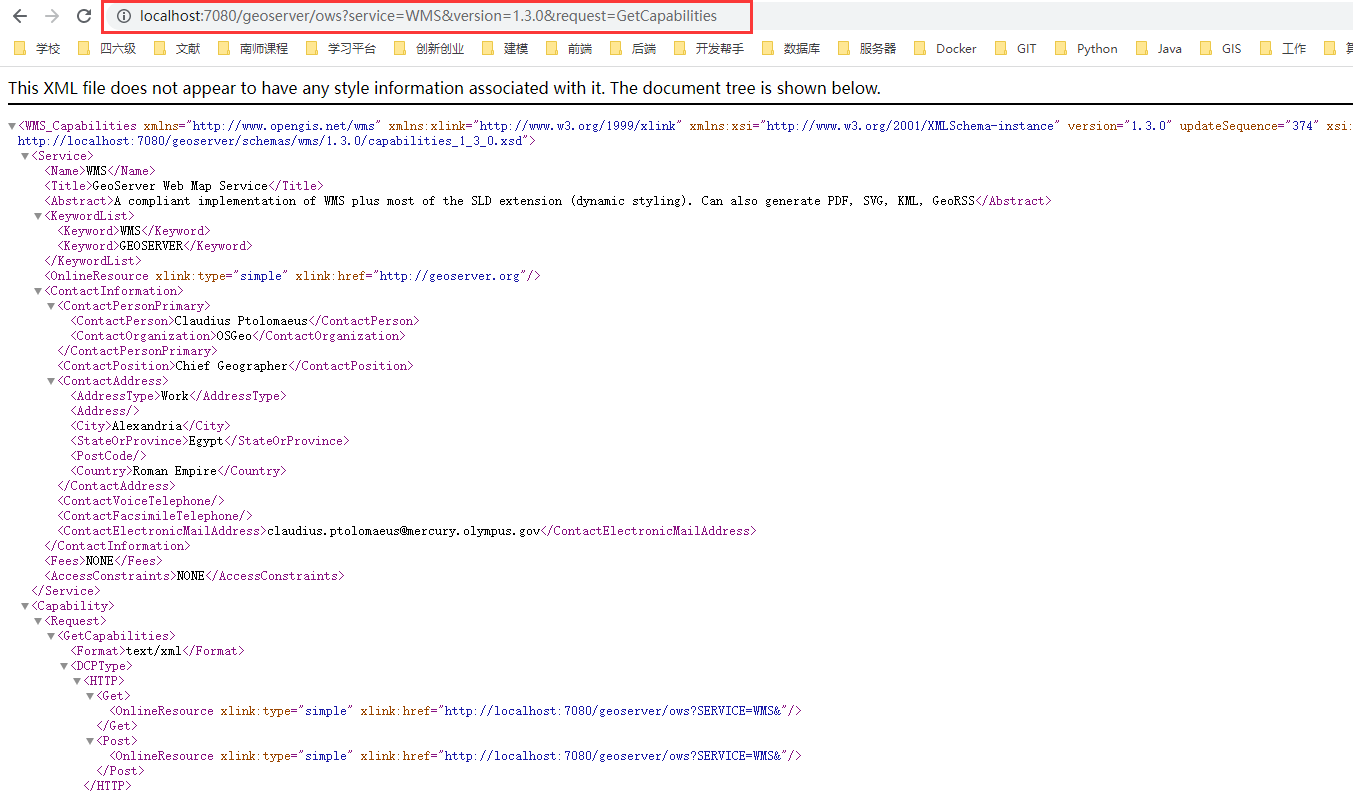 localhost:7080/geoserver/ows?service=WMS&version=1.3.0&request=GetCapabilities
学校 四六级 文献 南师课程 学习平台 创新创业 建模 前端 后端 开发帮手 数据库 服务器 Docker GIT Python Java GIS 工作
This XML file does not appear to have any style information associated with it. The document tree is shown below.
<WMS_Capabilities xmlns="http://www.opengis.net/wms" xmlns:xlink="http://www.w3.org/1999/xlink" xmlns:xsi="http://www.w3.org/2001/XMLSchema-instance" version="1.3.0" updateSequence="374" xsi:
http://localhost:7080/geoserver/schemas/wms/1.3.0/capabilities_1_3_0.xsd">
<Service>
<Name>WMS</Name>
<Title>GeoServer Web Map Service</Title>
<Abstract>A compliant implementation of WMS plus most of the SLD extension (dynamic styling). Can also generate PDF, SVG, KML, GeoRSS</Abstract>
<KeywordList>
<Keyword>WMS</Keyword>
<Keyword>GEOSERVER</Keyword>
</KeywordList>
<OnlineResource xlink:type="simple" xlink:href="http://geoserver.org"/>
<ContactInformation>
<ContactPersonPrimary>
<ContactPerson>Claudius Ptolomaeus</ContactPerson>
<ContactOrganization>OSGeo</ContactOrganization>
</ContactPersonPrimary>
<ContactPosition>Chief Geographer</ContactPosition>
<ContactAddress>
<AddressType>Work</AddressType>
<Address/>
<City>Alexandria</City>
<StateOrProvince>Egypt</StateOrProvince>
<PostCode/>
<Country>Roman Empire</Country>
</ContactAddress>
<ContactVoiceTelephone/>
<ContactFacsimileTelephone/>
<ContactElectronicMailAddress>claudius.ptolomaeus@mercury.olympus.gov</ContactElectronicMailAddress>
</ContactInformation>
<Fees>NONE</Fees>
<AccessConstraints>NONE</AccessConstraints>
</Service>
<Capability>
<Request>
<GetCapabilities>
<Format>text/xml</Format>
<DCPType>
<HTTP>
<Get>
<OnlineResource xlink:type="simple" xlink:href="http://localhost:7080/geoserver/ows?SERVICE=WMS&"/>
</Get>
<Post>
<OnlineResource xlink:type="simple" xlink:href="http://localhost:7080/geoserver/ows?SERVICE=WMS&"/>
</Post>
</HTTP>